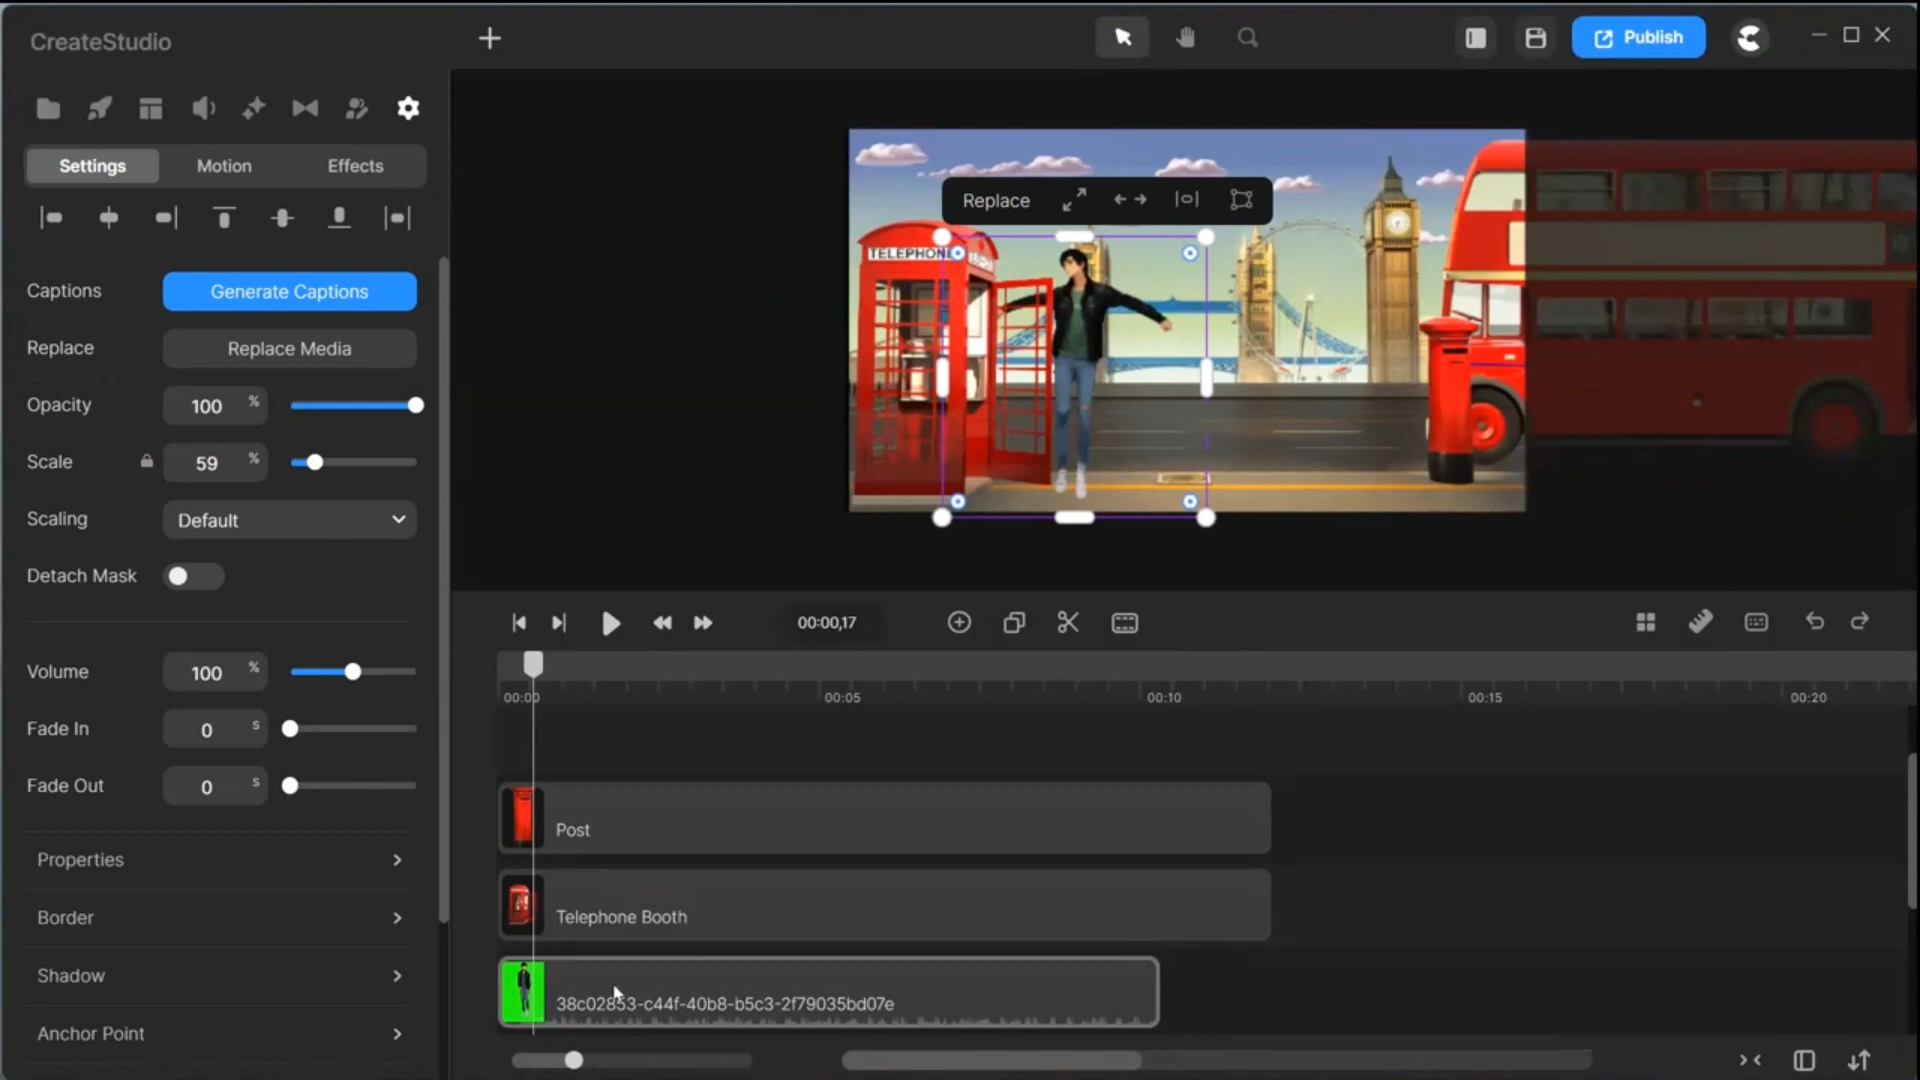 CreateStudio
Publish
Settings
Motion
Effects
Captions
Generate Captions
Replace
Replace Media
Opacity
100 %
Scale
59 %
Scaling
Default
Detach Mask
Volume
100 %
Fade In
0 s
Fade Out
0 s
Properties
Border
Shadow
Anchor Point
Replace
TELEPHON
00:00,17
00:00
00:05
00:10
00:15
00:20
Post
Telephone Booth
38c02853-c44f-40b8-b5c3-2f79035bd07e